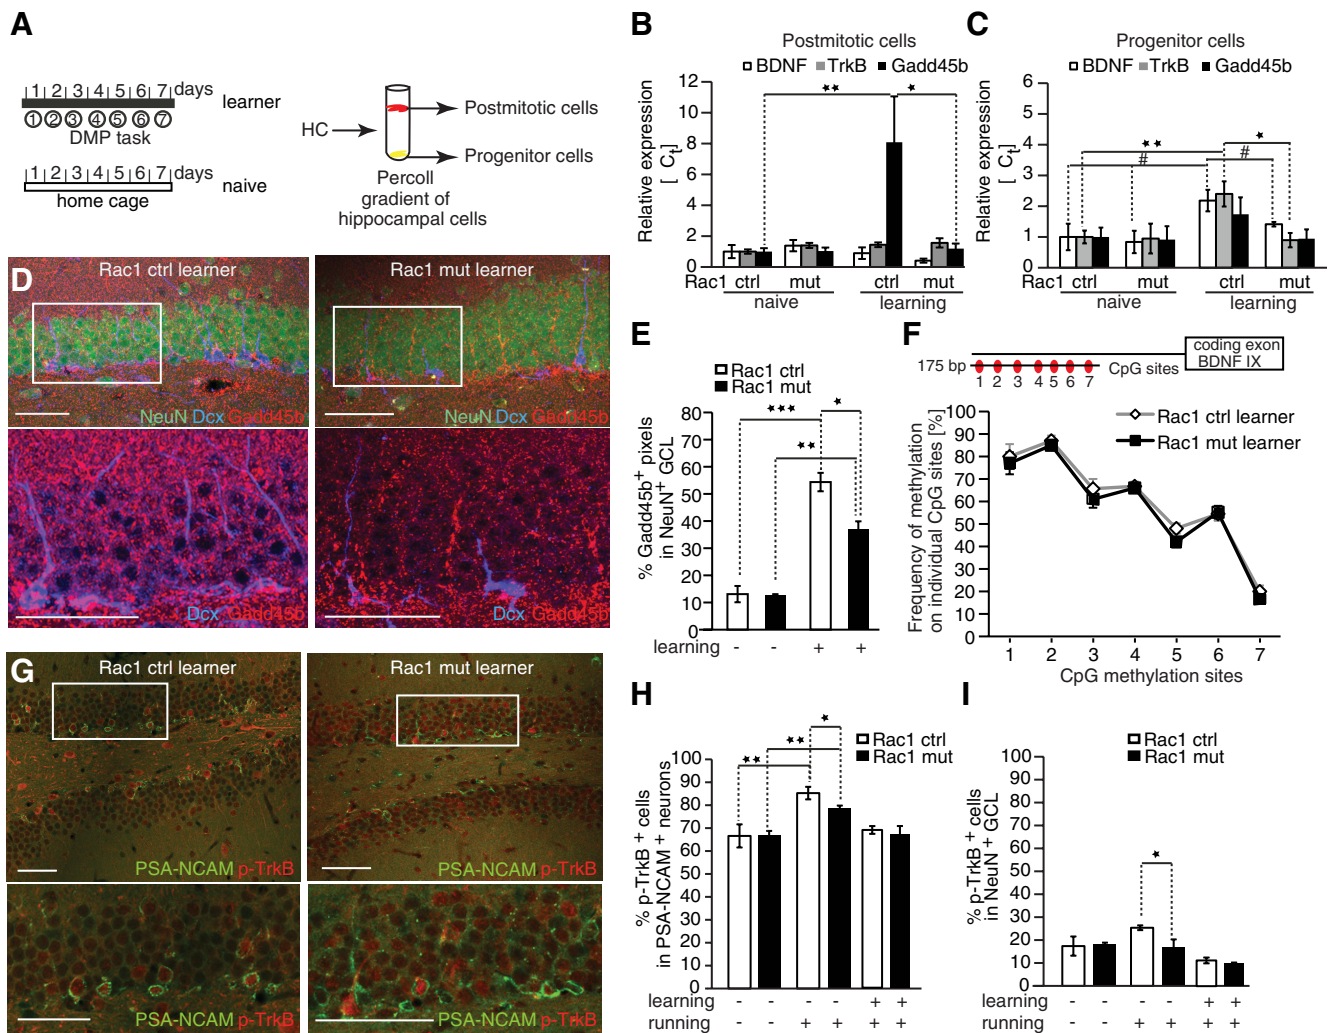 A
1 2 3 4 5 6 7 days
learner
1 2 3 4 5 6 7
DMP task
1 2 3 4 5 6 7 days
naive
home cage
HC
Postmitotic cells
Progenitor cells
Percoll
gradient of
hippocampal cells
B
Postmitotic cells
BDNF TrkB Gadd45b
Relative expression
[ Ct]
12
10
8
6
4
2
0
Rac1 ctrl mut ctrl mut
naive learning
C
Progenitor cells
BDNF TrkB Gadd45b
Relative expression
[ Ct]
6
5
4
3
2
1
0
# #
Rac1 ctrl mut ctrl mut
naive learning
D
Rac1 ctrl learner
Rac1 mut learner
NeuN Dcx Gadd45b
NeuN Dcx Gadd45b
Dcx Gadd45b
Dcx Gadd45b
E
Rac1 ctrl
Rac1 mut
% Gadd45b+ pixels
in NeuN+ GCL
80
70
60
50
40
30
20
10
0
learning - - + +
F
175 bp
1 2 3 4 5 6 7
CpG sites
coding exon
BDNF IX
Rac1 ctrl learner
Rac1 mut learner
Frequency of methylation
on individual CpG sites [%]
100
90
80
70
60
50
40
30
20
10
0
1 2 3 4 5 6 7
CpG methylation sites
G
Rac1 ctrl learner
Rac1 mut learner
PSA-NCAM p-TrkB
PSA-NCAM p-TrkB
PSA-NCAM p-TrkB
PSA-NCAM p-TrkB
H
Rac1 ctrl
Rac1 mut
% p-TrkB+ cells
in PSA-NCAM+ neurons
100
90
80
70
60
50
40
30
20
10
0
learning - - - - + +
running - - + + + +
I
Rac1 ctrl
Rac1 mut
% p-TrkB+ cells
in NeuN+ GCL
100
90
80
70
60
50
40
30
20
10
0
learning - - - - + +
running - - + + + +